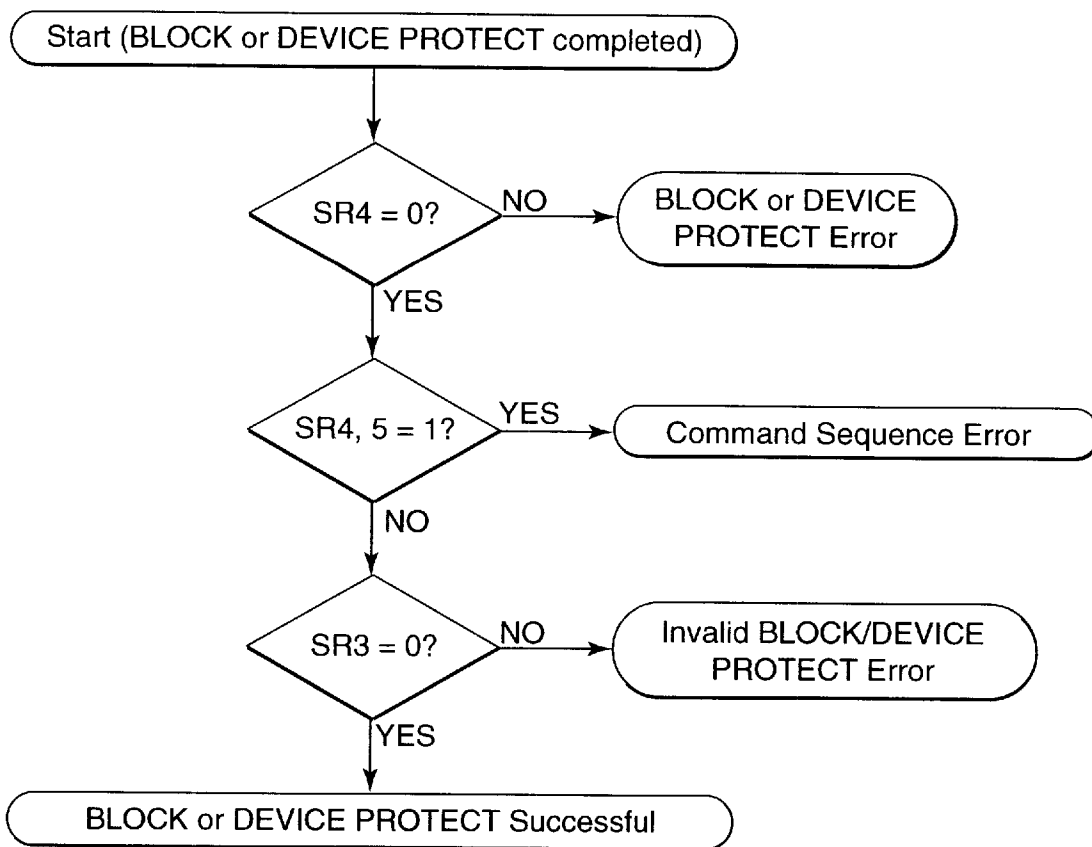 Start (BLOCK or DEVICE PROTECT completed)
SR4 = 0?
NO
BLOCK or DEVICE
PROTECT Error
YES
SR4, 5 = 1?
YES
Command Sequence Error
NO
SR3 = 0?
NO
Invalid BLOCK/DEVICE
PROTECT Error
YES
BLOCK or DEVICE PROTECT Successful